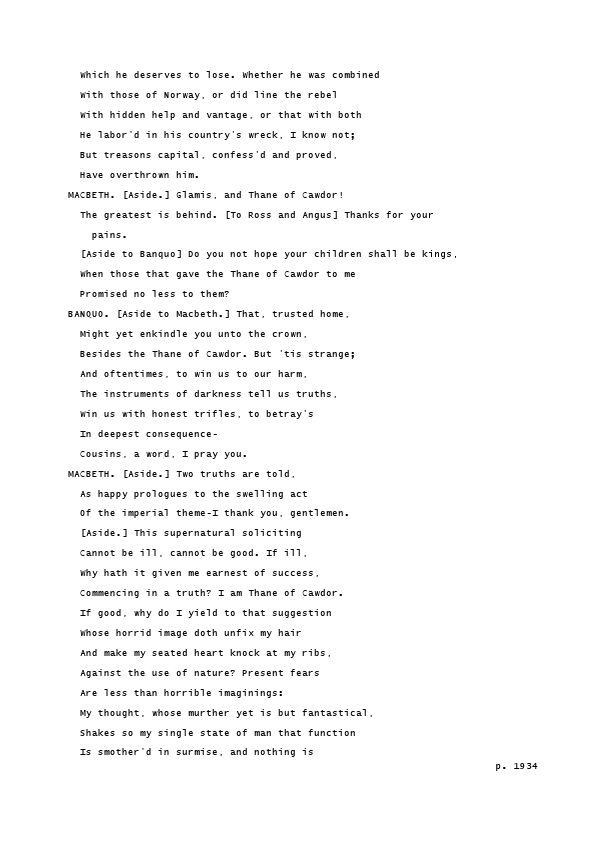 Which he deserves to lose. Whether he was combined
With those of Norway, or did line the rebel
With hidden help and vantage, or that with both
He labor'd in his country's wreck, I know not;
But treasons capital, confess'd and proved,
Have overthrown him.
MACBETH. [Aside.] Glamis, and Thane of Cawdor!
The greatest is behind. [To Ross and Angus] Thanks for your
pains.
[Aside to Banquo] Do you not hope your children shall be kings,
When those that gave the Thane of Cawdor to me
Promised no less to them?
BANQUO. [Aside to Macbeth.] That, trusted home,
Might yet enkindle you unto the crown,
Besides the Thane of Cawdor. But 'tis strange;
And oftentimes, to win us to our harm,
The instruments of darkness tell us truths,
Win us with honest trifles, to betray's
In deepest consequence-
Cousins, a word, I pray you.
MACBETH. [Aside.] Two truths are told,
As happy prologues to the swelling act
Of the imperial theme-I thank you, gentlemen.
[Aside.] This supernatural soliciting
Cannot be ill, cannot be good. If ill,
Why hath it given me earnest of success,
Commencing in a truth? I am Thane of Cawdor.
If good, why do I yield to that suggestion
Whose horrid image doth unfix my hair
And make my seated heart knock at my ribs,
Against the use of nature? Present fears
Are less than horrible imaginings:
My thought, whose murther yet is but fantastical,
Shakes so my single state of man that function
Is smother'd in surmise, and nothing is
p. 1934